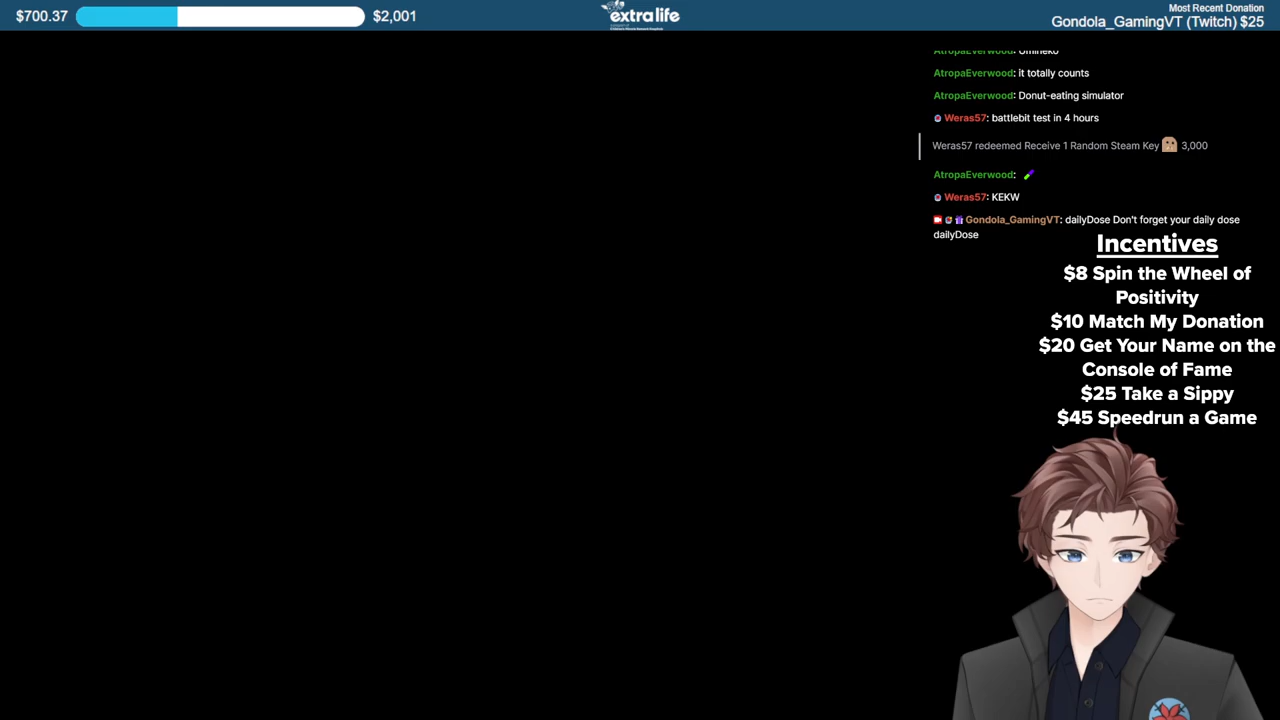 $700.37
$2,001
extralife
Most Recent Donation
Gondola_GamingVT (Twitch) $25
AtropaEverwood: Umineko
AtropaEverwood: it totally counts
AtropaEverwood: Donut-eating simulator
Weras57: battlebit test in 4 hours
Weras57 redeemed Receive 1 Random Steam Key 3,000
AtropaEverwood:
Weras57: KEKW
Gondola_GamingVT: dailyDose Don't forget your daily dose
dailyDose
Incentives
$8 Spin the Wheel of
Positivity
$10 Match My Donation
$20 Get Your Name on the
Console of Fame
$25 Take a Sippy
$45 Speedrun a Game